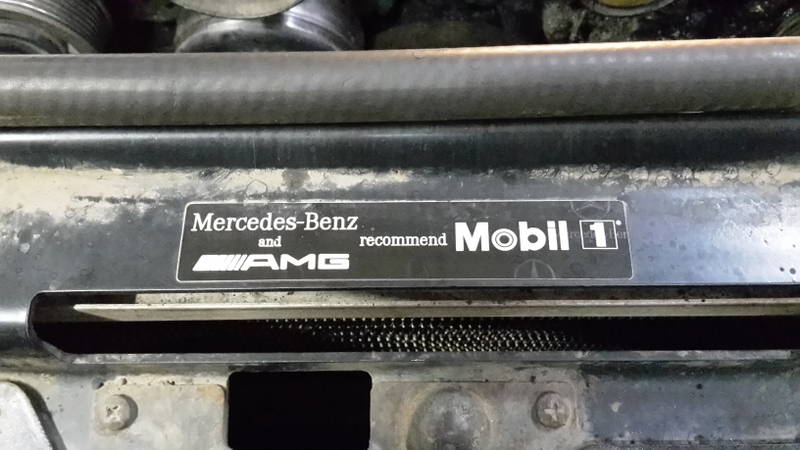 Mercedes-Benz
and
AMG
recommend
Mobil 1